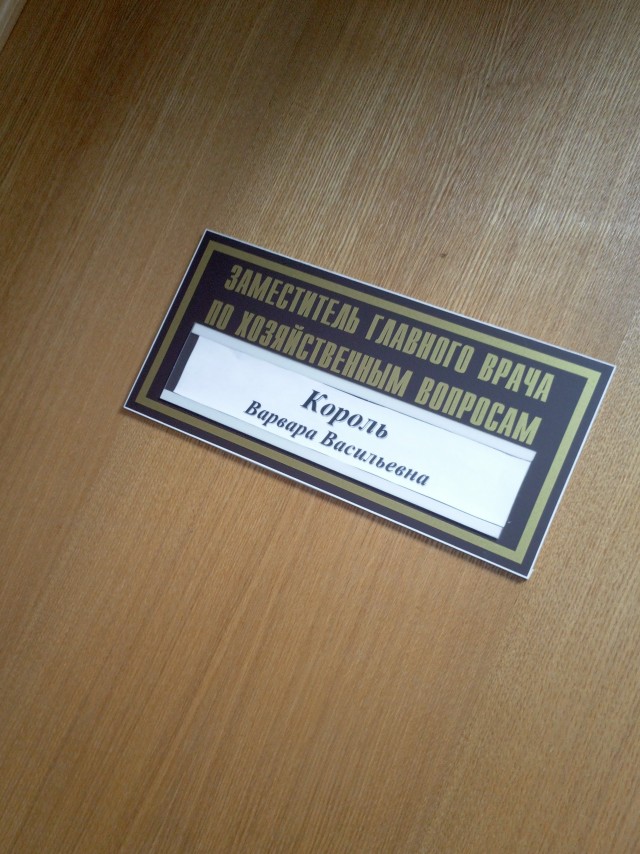 ЗАМЕСТИТЕЛЬ ГЛАВНОГО ВРАЧА
ПО ХОЗЯЙСТВЕННЫМ ВОПРОСАМ
Король
Варвара Васильевна